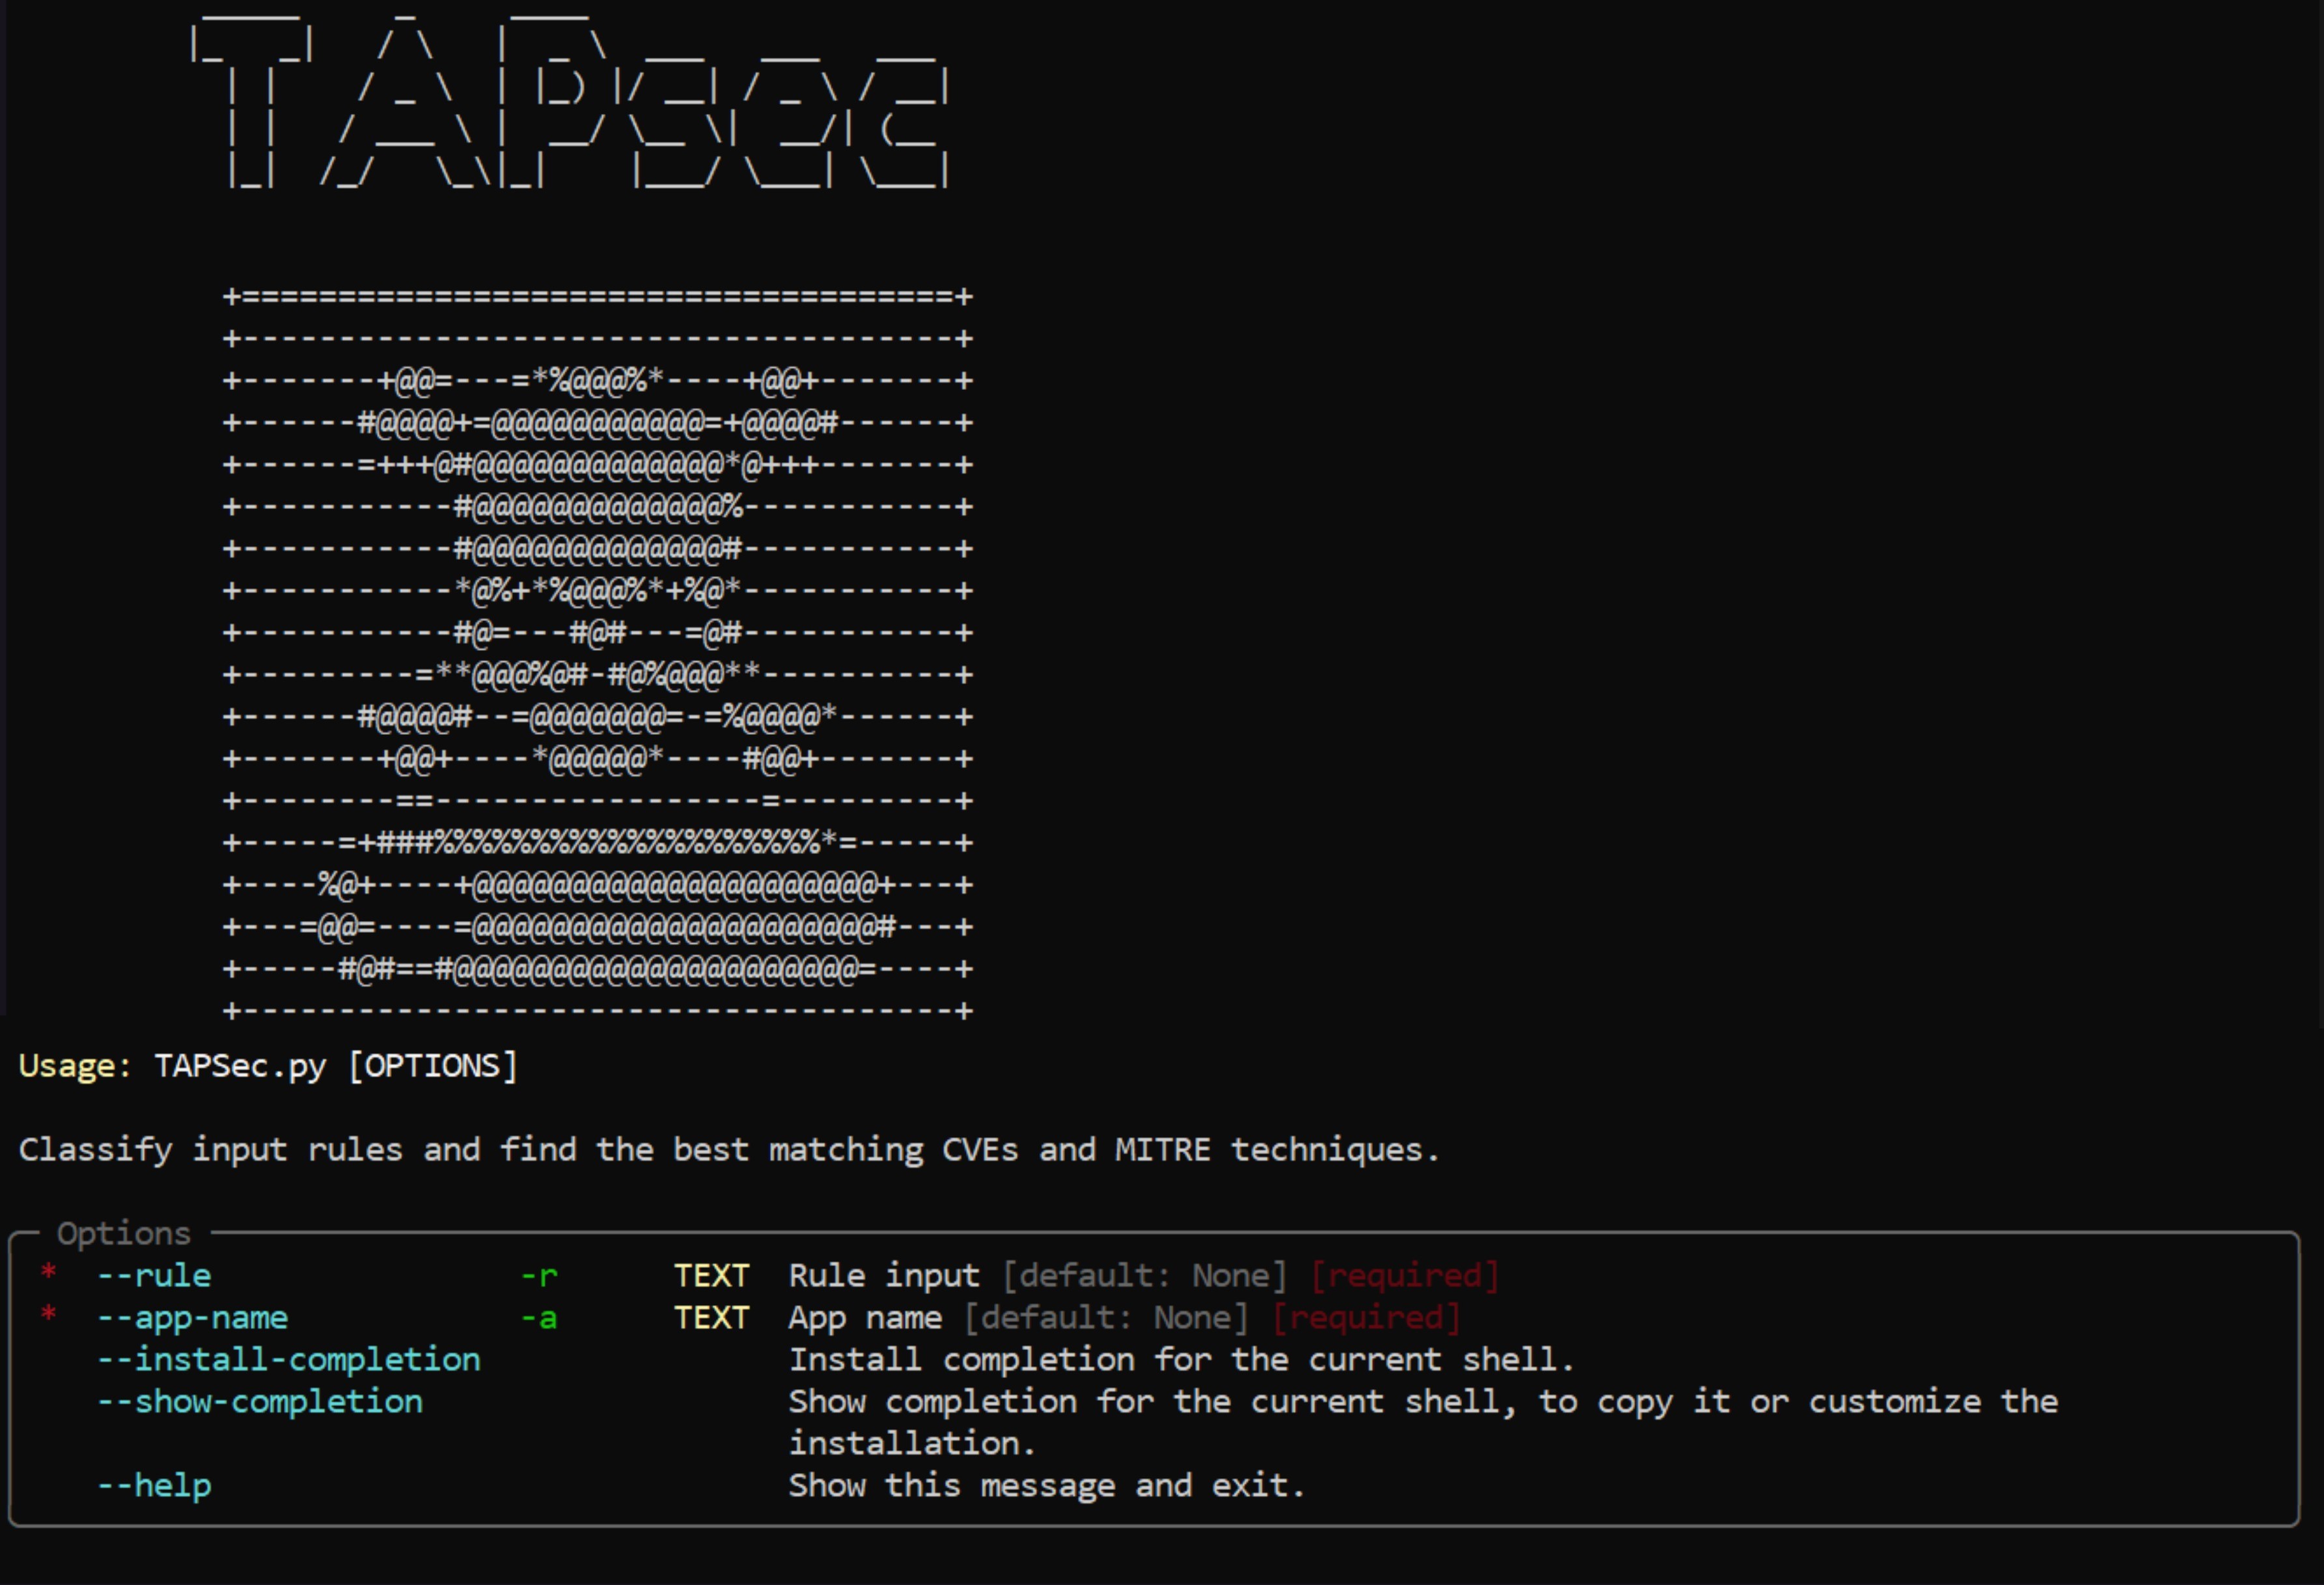 TAPsec
+=====================================+
+-------------------------------------+
+-------+@@=---=*%@@@%*----+@@+-------+
+------#@@@@+=@@@@@@@@@@@=+@@@@#------+
+------=+++@#@@@@@@@@@@@@@*@+++-------+
+-----------#@@@@@@@@@@@@@%-----------+
+-----------#@@@@@@@@@@@@@#-----------+
+-----------*@%+*%@@@%*+%@*-----------+
+-----------#@=---#@#---=@#-----------+
+---------=**@@@%@#-#@%@@@**----------+
+------#@@@@#--=@@@@@@@=-=%@@@@*------+
+-------+@@+----*@@@@@*----#@@+-------+
+--------==-----------------=---------+
+-----=+###%%%%%%%%%%%%%%%%%%%%*=-----+
+----%@+----+@@@@@@@@@@@@@@@@@@@@@+---+
+---=@@=----=@@@@@@@@@@@@@@@@@@@@@#---+
+-----#@#==#@@@@@@@@@@@@@@@@@@@@@=----+
+-------------------------------------+
Usage: TAPSec.py [OPTIONS]
Classify input rules and find the best matching CVEs and MITRE techniques.
Options
* --rule -r TEXT Rule input [default: None] [required]
* --app-name -a TEXT App name [default: None] [required]
--install-completion Install completion for the current shell.
--show-completion Show completion for the current shell, to copy it or customize the
installation.
--help Show this message and exit.